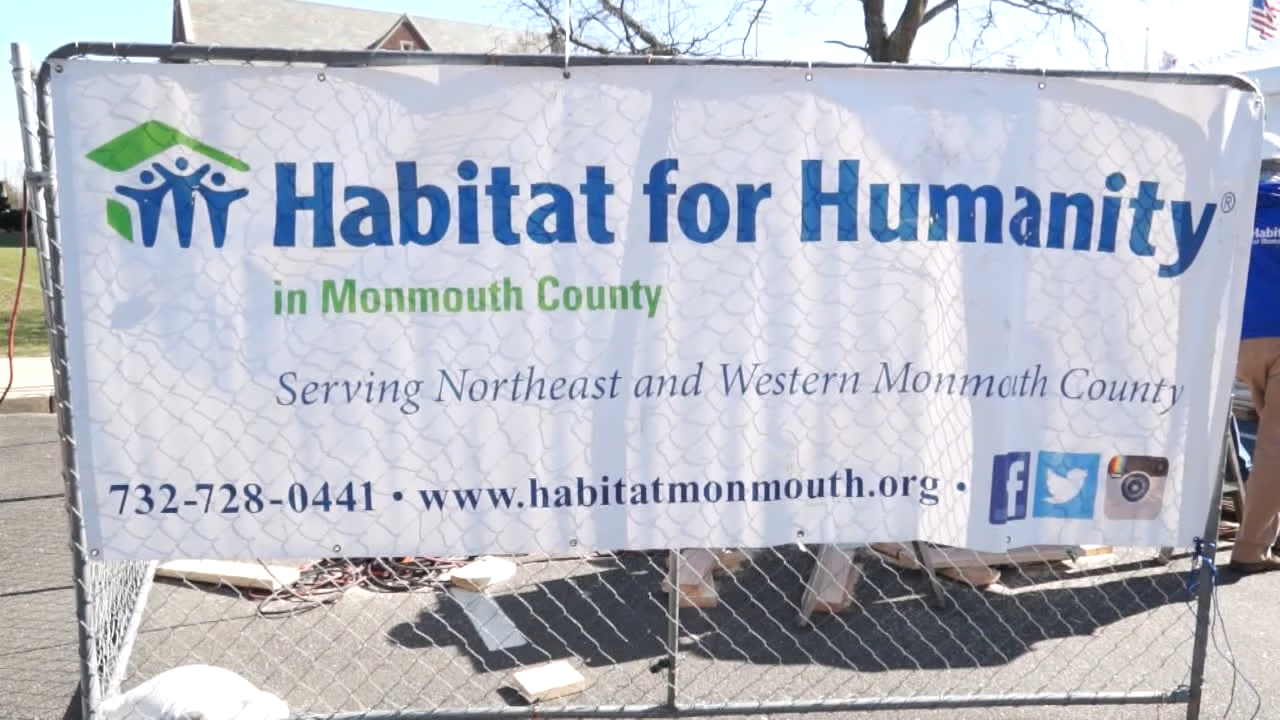 Habitat for Humanity®
in Monmouth County
Serving Northeast and Western Monmouth County
732-728-0441 • www.habitatmonmouth.org •